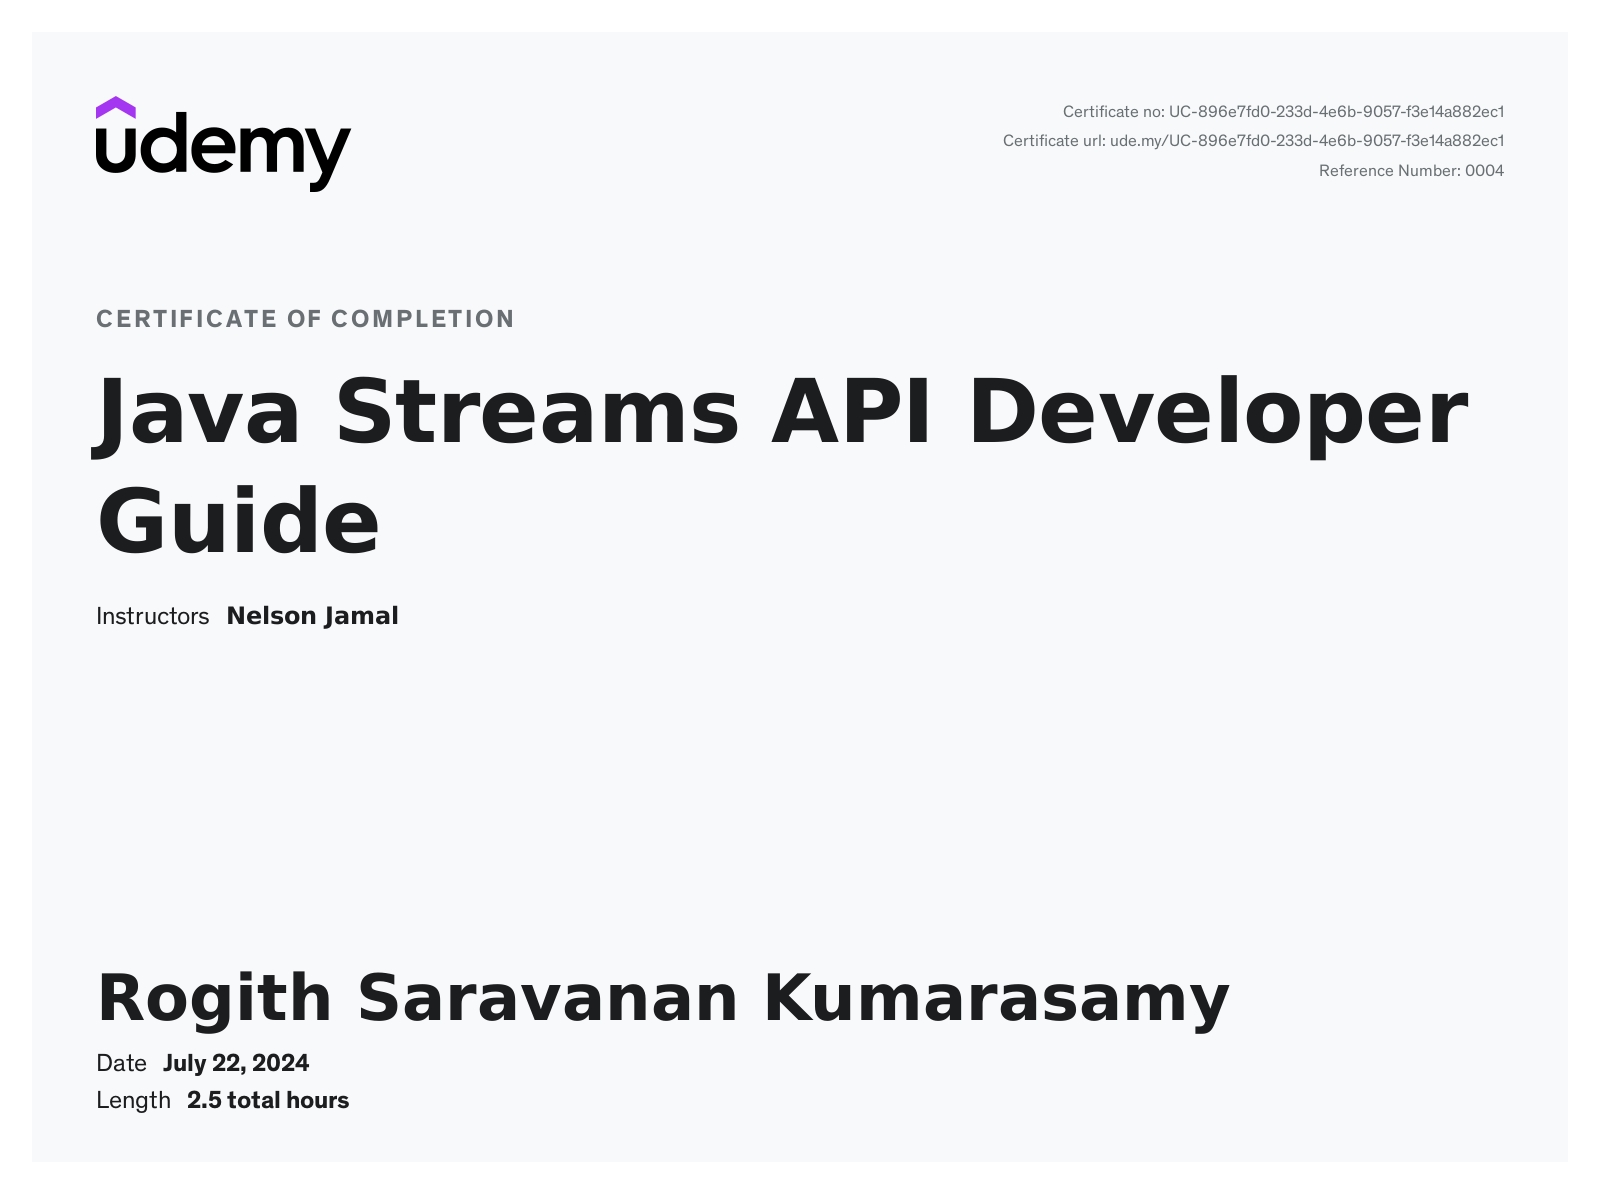 udemy
Certificate no: UC-896e7fd0-233d-4e6b-9057-f3e14a882ec1
Certificate url: ude.my/UC-896e7fd0-233d-4e6b-9057-f3e14a882ec1
Reference Number: 0004
CERTIFICATE OF COMPLETION
Java Streams API Developer
Guide
Instructors Nelson Jamal
Rogith Saravanan Kumarasamy
Date July 22, 2024
Length 2.5 total hours